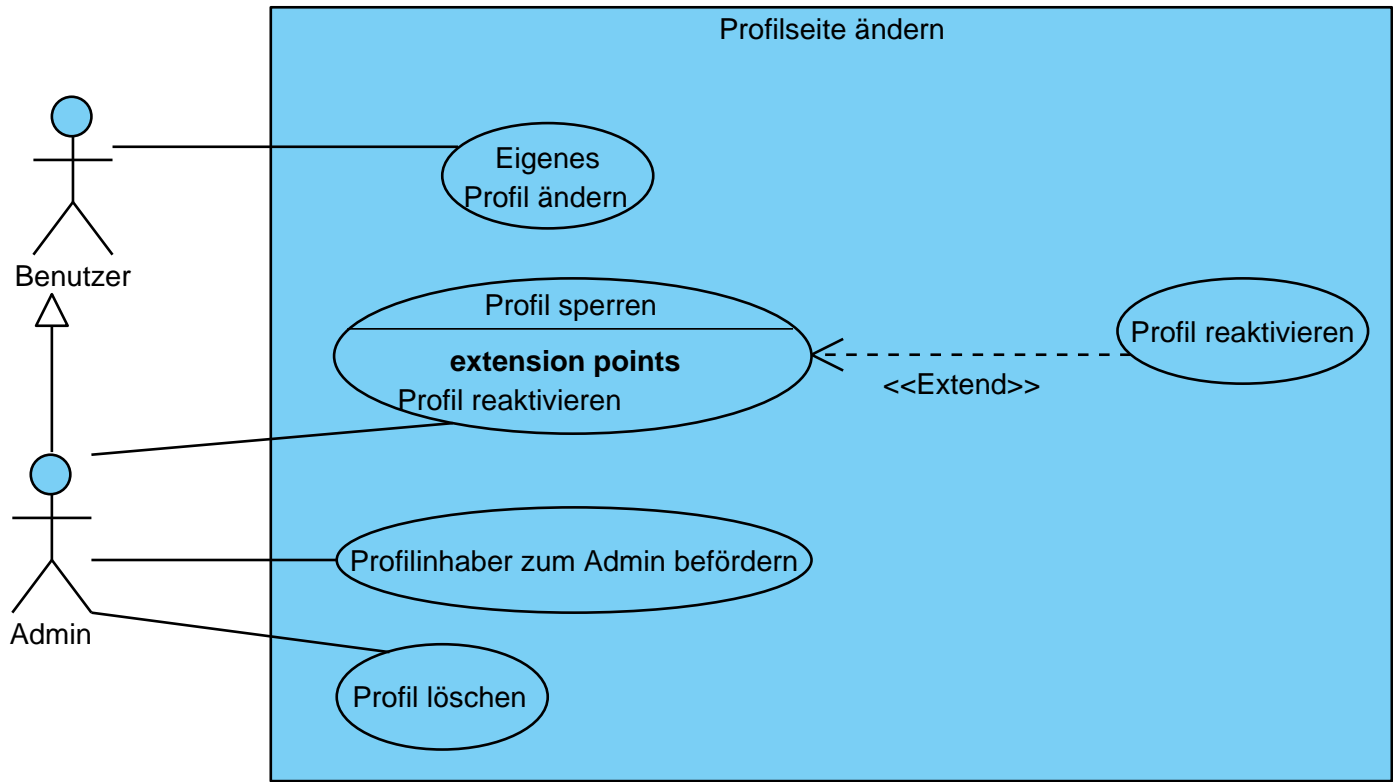 Profilseite ändern
Eigenes
Profil ändern
Benutzer
Profil sperren
extension points
Profil reaktivieren
Profil reaktivieren
<<Extend>>
Profilinhaber zum Admin befördern
Admin
Profil löschen